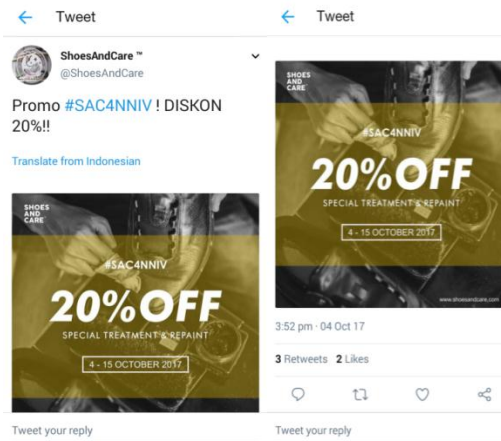 Tweet
ShoesAndCare ™
@ShoesAndCare
Promo #SAC4NNIV ! DISKON
20%!!
Translate from Indonesian
SHOES
AND
CARE
#SAC4NNIV
20%OFF
SPECIAL TREATMENT & REPAINT
4 - 15 OCTOBER 2017
Tweet your reply
Tweet
SHOES
AND
CARE
#SAC4NNIV
20%OFF
SPECIAL TREATMENT & REPAINT
4 - 15 OCTOBER 2017
www.shoesandcare.com
3:52 pm · 04 Oct 17
3 Retweets 2 Likes
Tweet your reply